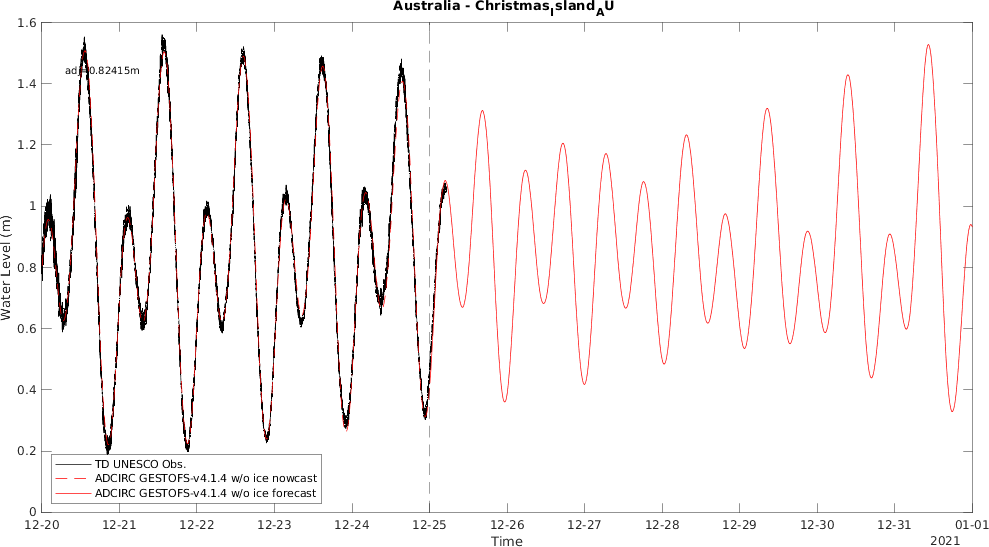 Australia - Christmas_Island_AU
1.6
1.4
1.2
1
0.8
0.6
0.4
0.2
0
Water Level (m)
adj=0.82415m
TD UNESCO Obs.
ADCIRC GESTOFS-v4.1.4 w/o ice nowcast
ADCIRC GESTOFS-v4.1.4 w/o ice forecast
12-20 12-21 12-22 12-23 12-24 12-25 12-26 12-27 12-28 12-29 12-30 12-31 01-01
Time
2021